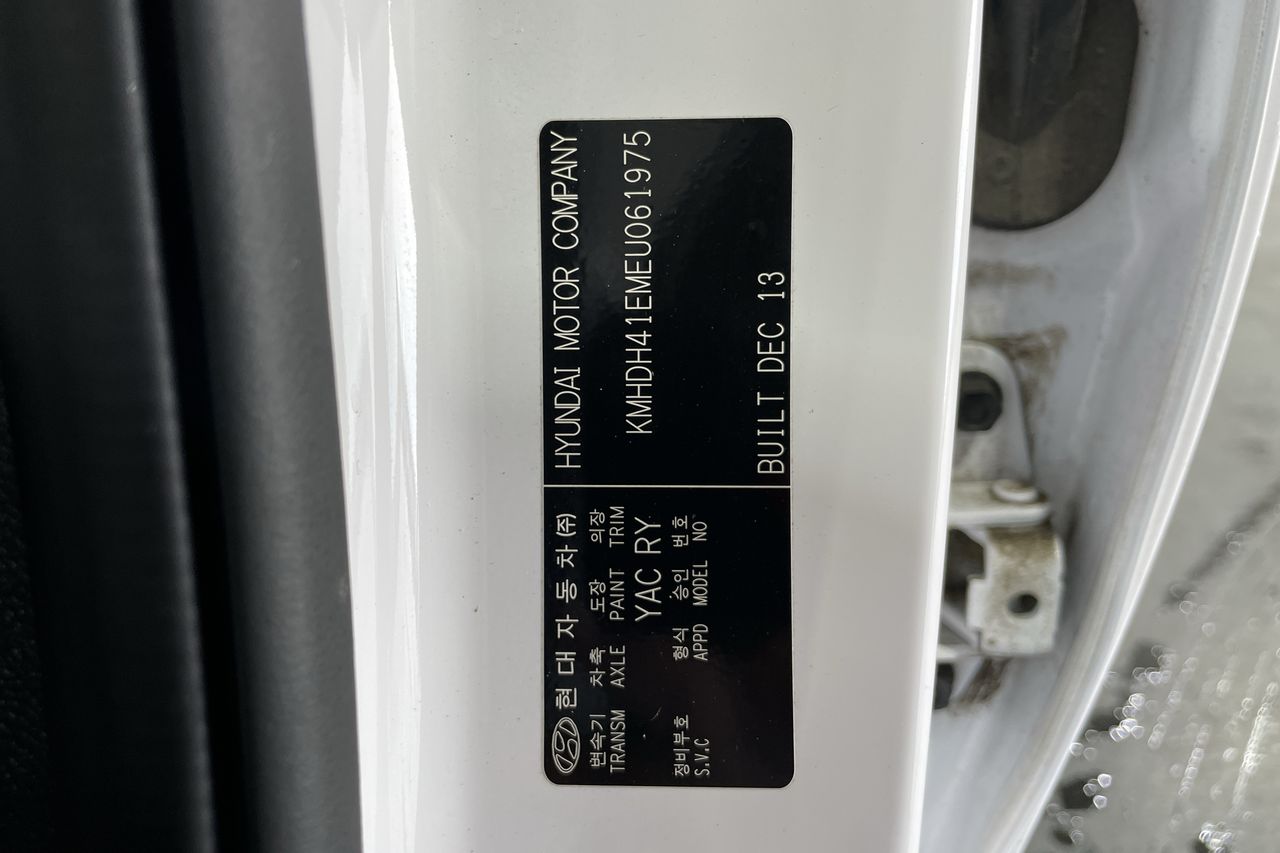 현대자동차(주)
HYUNDAI MOTOR COMPANY
변속기 차축 도장 의장
TRANSM AXLE PAINT TRIM
YAC RY
KMHDH41EMEU061975
정비부호 형식 승인 번호
S.V.C APPD MODEL NO
BUILT DEC 13